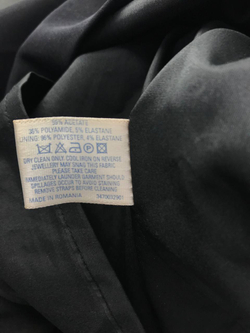 59% ACETATE
36% POLYAMIDE, 5% ELASTANE
LINING: 96% POLYESTER, 4% ELASTANE
DRY CLEAN ONLY. COOL IRON ON REVERSE
JEWELLERY MAY SNAG THIS FABRIC
PLEASE TAKE CARE
IMMEDIATELY LAUNDER GARMENT SHOULD
SPILLAGES OCCUR TO AVOID STAINING
REMOVE STRAPS BEFORE CLEANING
MADE IN ROMANIA